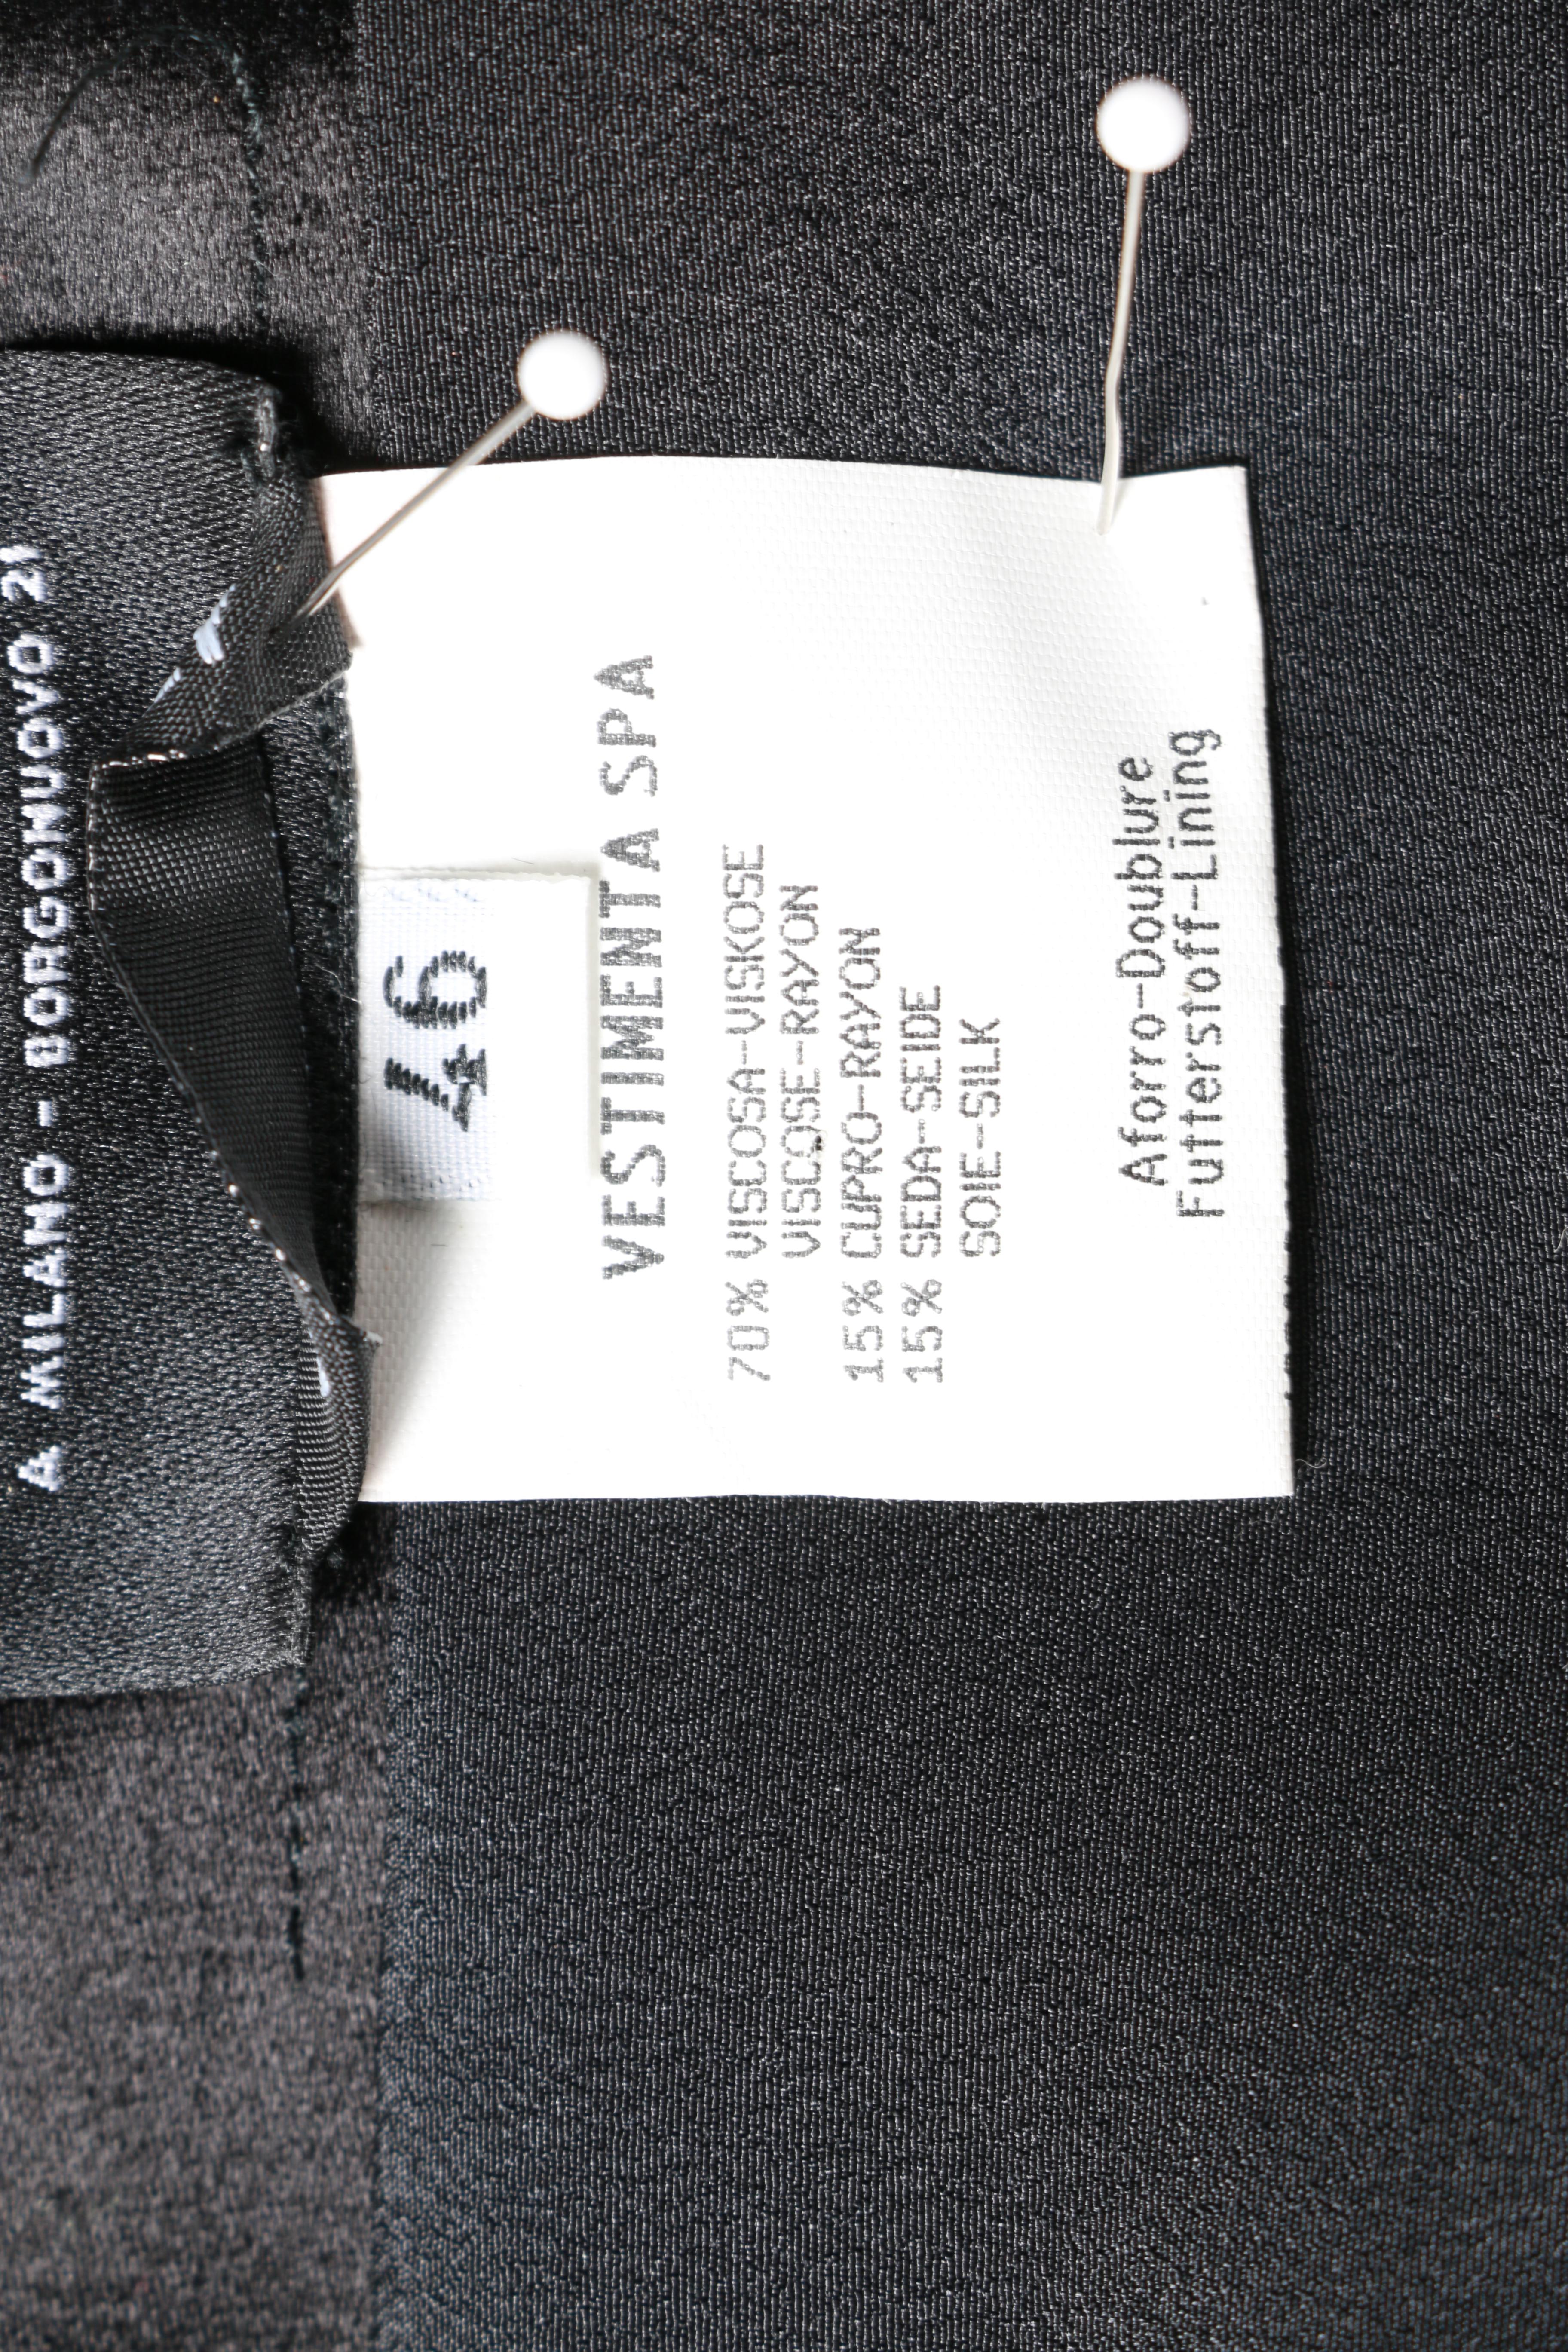 A MILANO - BORGONUOVO 21
46
VESTIMENTA SPA
70% VISCOSA-VISKOSE
VISCOSE-RAYON
15% CUPRO-RAYON
15% SEDA-SEIDE
SOIE-SILK
Aforro-Doublure
Futterstoff-Lining